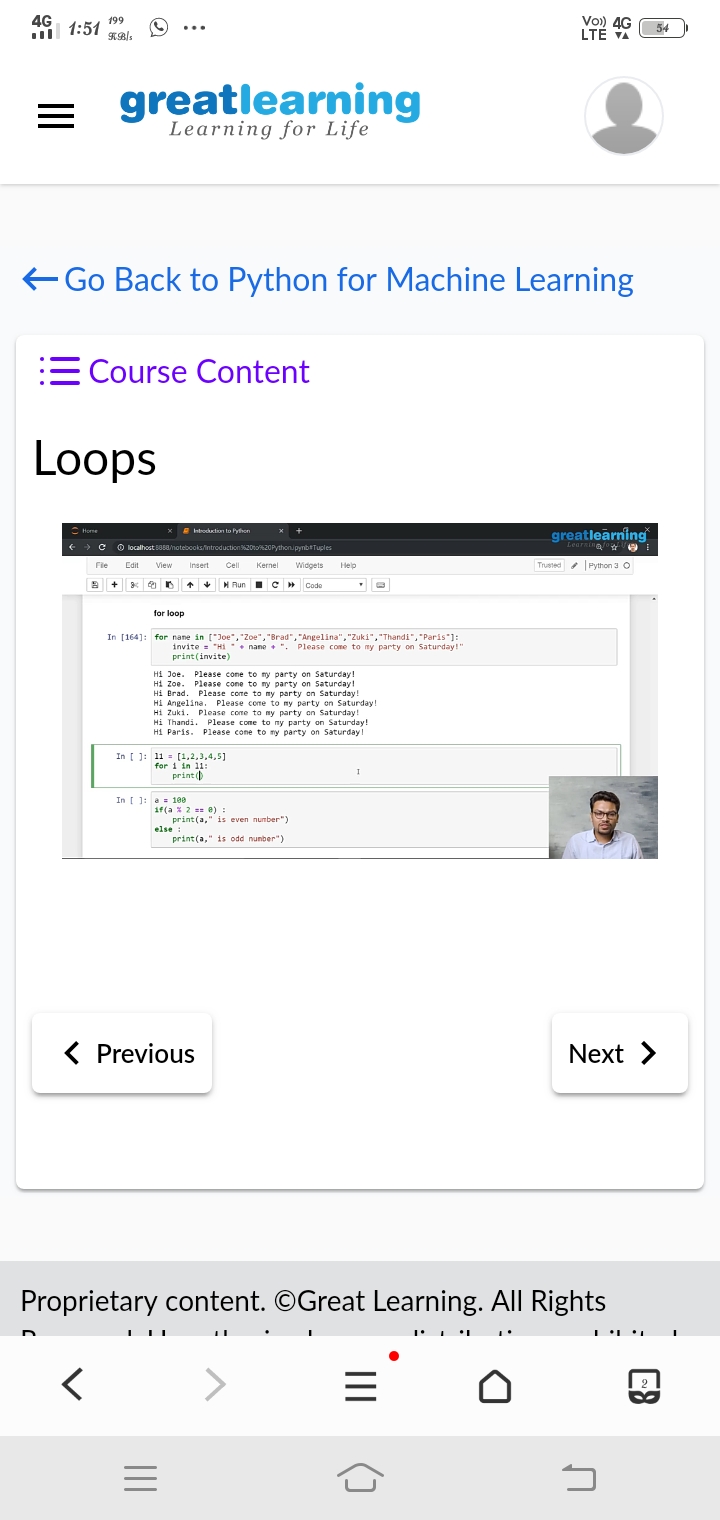 4G 1:51 199
Vo)) LTE 4G 54
greatlearning
Learning for Life
Go Back to Python for Machine Learning
Course Content
Loops
Home Introduction to Python
localhost:8888/notebooks/Introduction%20to%20Python.ipynb#Tuples
greatlearning
File Edit View Insert Cell Kernel Widgets Help Trusted Python 3
Run Code
for loop
In [164]: for name in ["Joe","Zoe","Brad","Angelina","Zuki","Thandi","Paris"]:
invite = "Hi " + name + ".  Please come to my party on Saturday!"
print(invite)
Hi Joe.  Please come to my party on Saturday!
Hi Zoe.  Please come to my party on Saturday!
Hi Brad.  Please come to my party on Saturday!
Hi Angelina.  Please come to my party on Saturday!
Hi Zuki.  Please come to my party on Saturday!
Hi Thandi.  Please come to my party on Saturday!
Hi Paris.  Please come to my party on Saturday!
In [ ]: l1 = [1,2,3,4,5]
for i in l1:
print()
In [ ]: a = 100
if(a % 2 == 0) :
print(a," is even number")
else :
print(a," is odd number")
Previous
Next
Proprietary content. ©Great Learning. All Rights
2